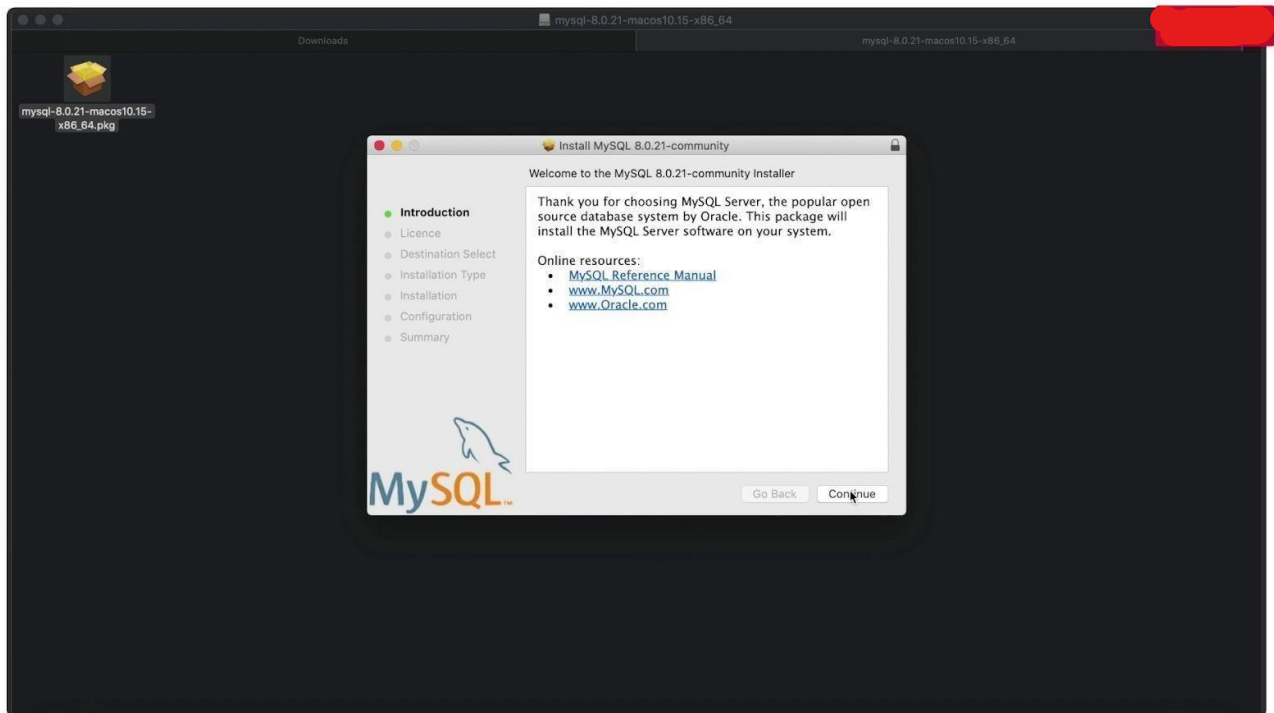 mysql-8.0.21-macos10.15-x86_64
Downloads
mysql-8.0.21-macos10.15-x86_64
mysql-8.0.21-macos10.15-
x86_64.pkg
Install MySQL 8.0.21-community
Welcome to the MySQL 8.0.21-community Installer
Introduction
Licence
Destination Select
Installation Type
Installation
Configuration
Summary
Thank you for choosing MySQL Server, the popular open
source database system by Oracle. This package will
install the MySQL Server software on your system.
Online resources:
• MySQL Reference Manual
• www.MySQL.com
• www.Oracle.com
MySQL™
Go Back
Continue